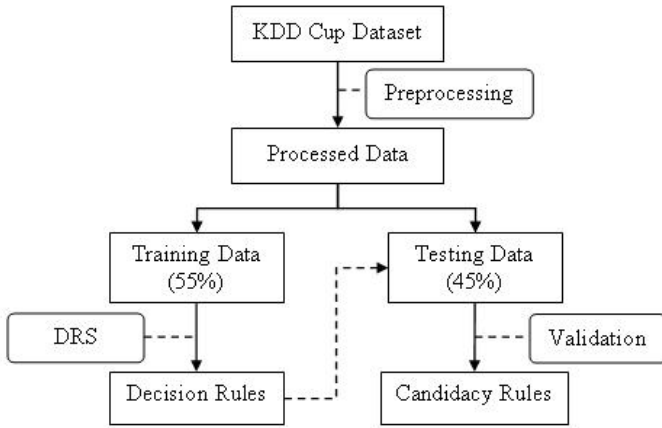 KDD Cup Dataset
Preprocessing
Processed Data
Training Data
(55%)
Testing Data
(45%)
DRS
Validation
Decision Rules
Candidacy Rules